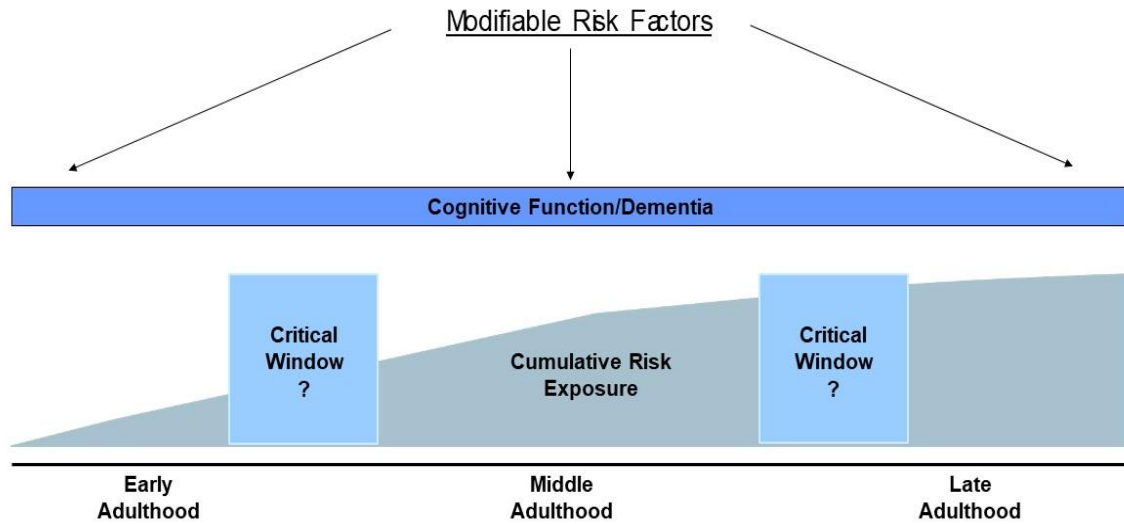 Modifiable Risk Factors
Cognitive Function/Dementia
Critical
Window
?
Cumulative Risk
Exposure
Critical
Window
?
Early
Adulthood
Middle
Adulthood
Late
Adulthood